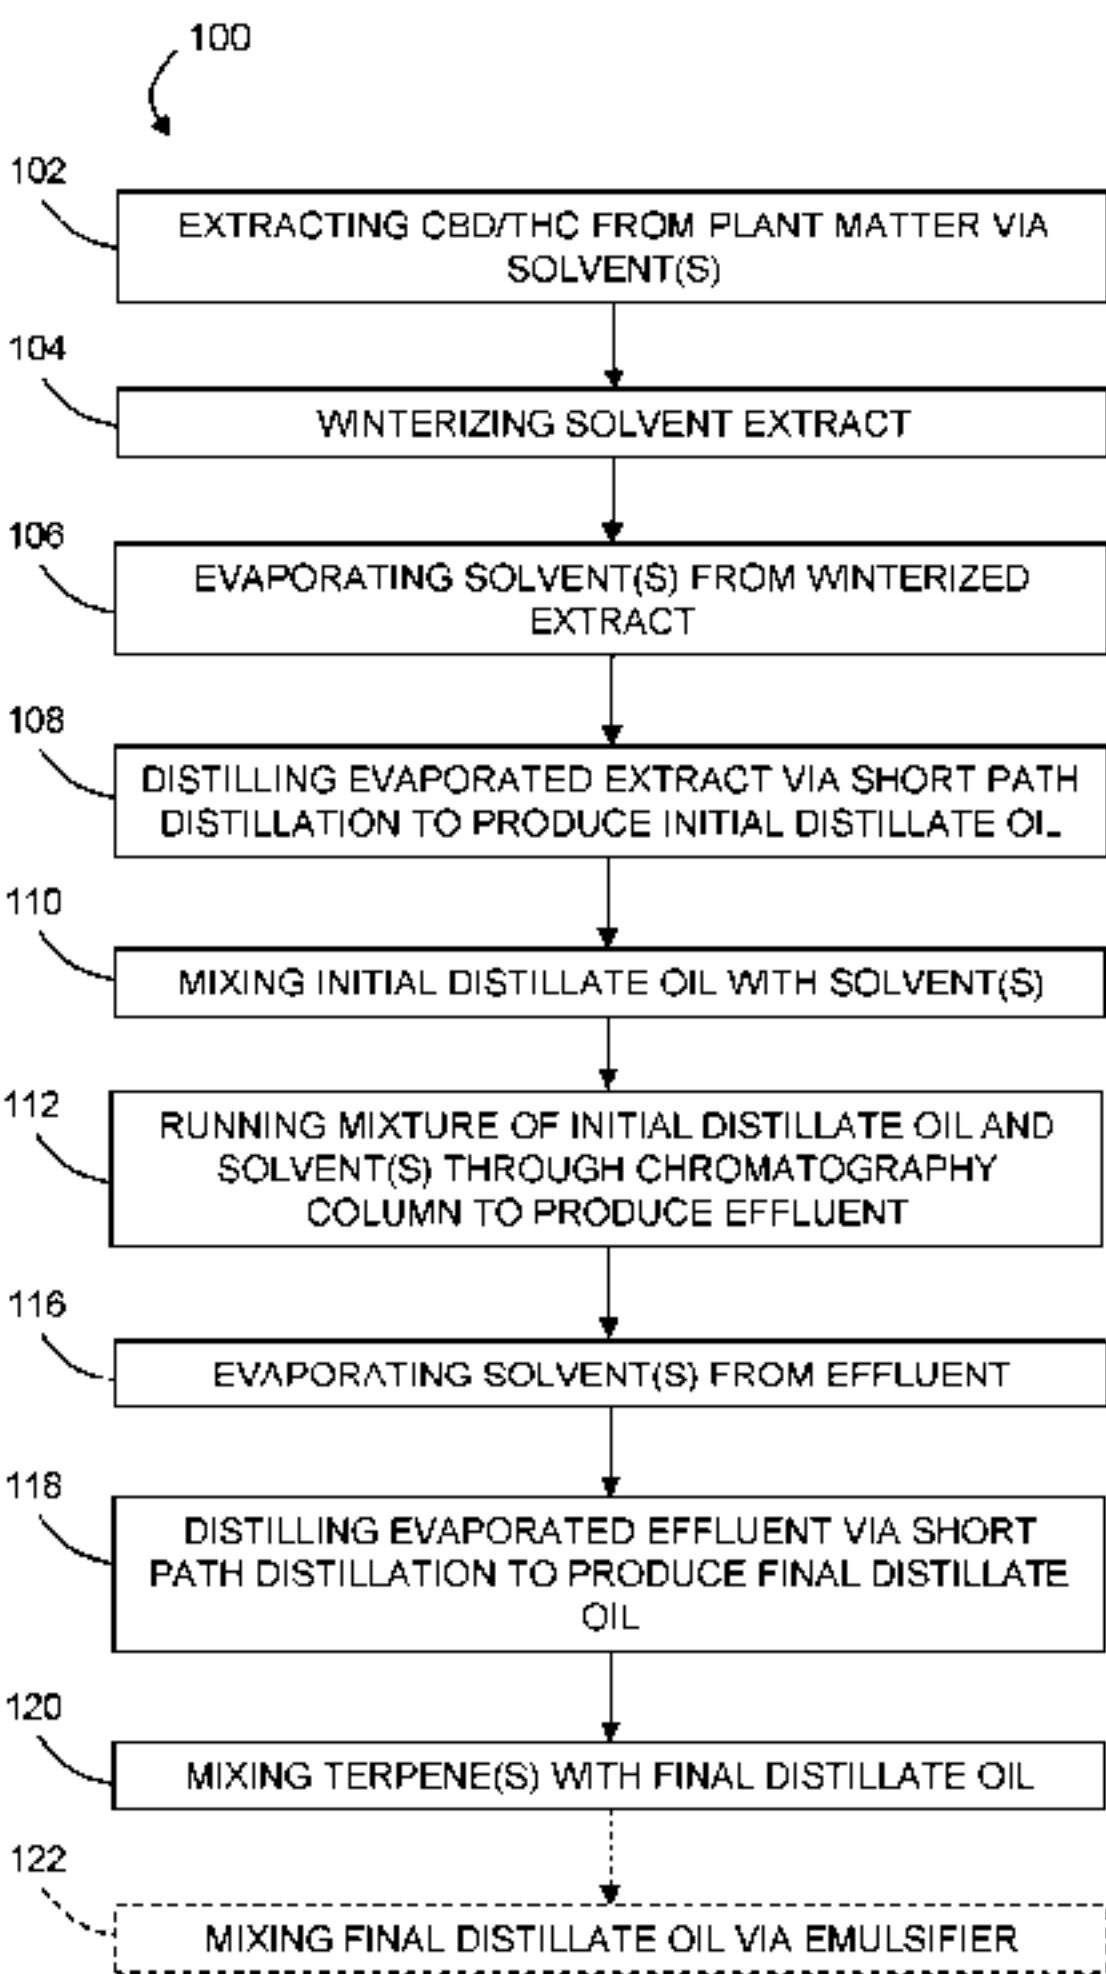 100
102
EXTRACTING CBD/THC FROM PLANT MATTER VIA
SOLVENT(S)
104
WINTERIZING SOLVENT EXTRACT
106
EVAPORATING SOLVENT(S) FROM WINTERIZED
EXTRACT
108
DISTILLING EVAPORATED EXTRACT VIA SHORT PATH
DISTILLATION TO PRODUCE INITIAL DISTILLATE OIL
110
MIXING INITIAL DISTILLATE OIL WITH SOLVENT(S)
112
RUNNING MIXTURE OF INITIAL DISTILLATE OIL AND
SOLVENT(S) THROUGH CHROMATOGRAPHY
COLUMN TO PRODUCE EFFLUENT
116
EVAPORATING SOLVENT(S) FROM EFFLUENT
118
DISTILLING EVAPORATED EFFLUENT VIA SHORT
PATH DISTILLATION TO PRODUCE FINAL DISTILLATE
OIL
120
MIXING TERPENE(S) WITH FINAL DISTILLATE OIL
122
MIXING FINAL DISTILLATE OIL VIA EMULSIFIER